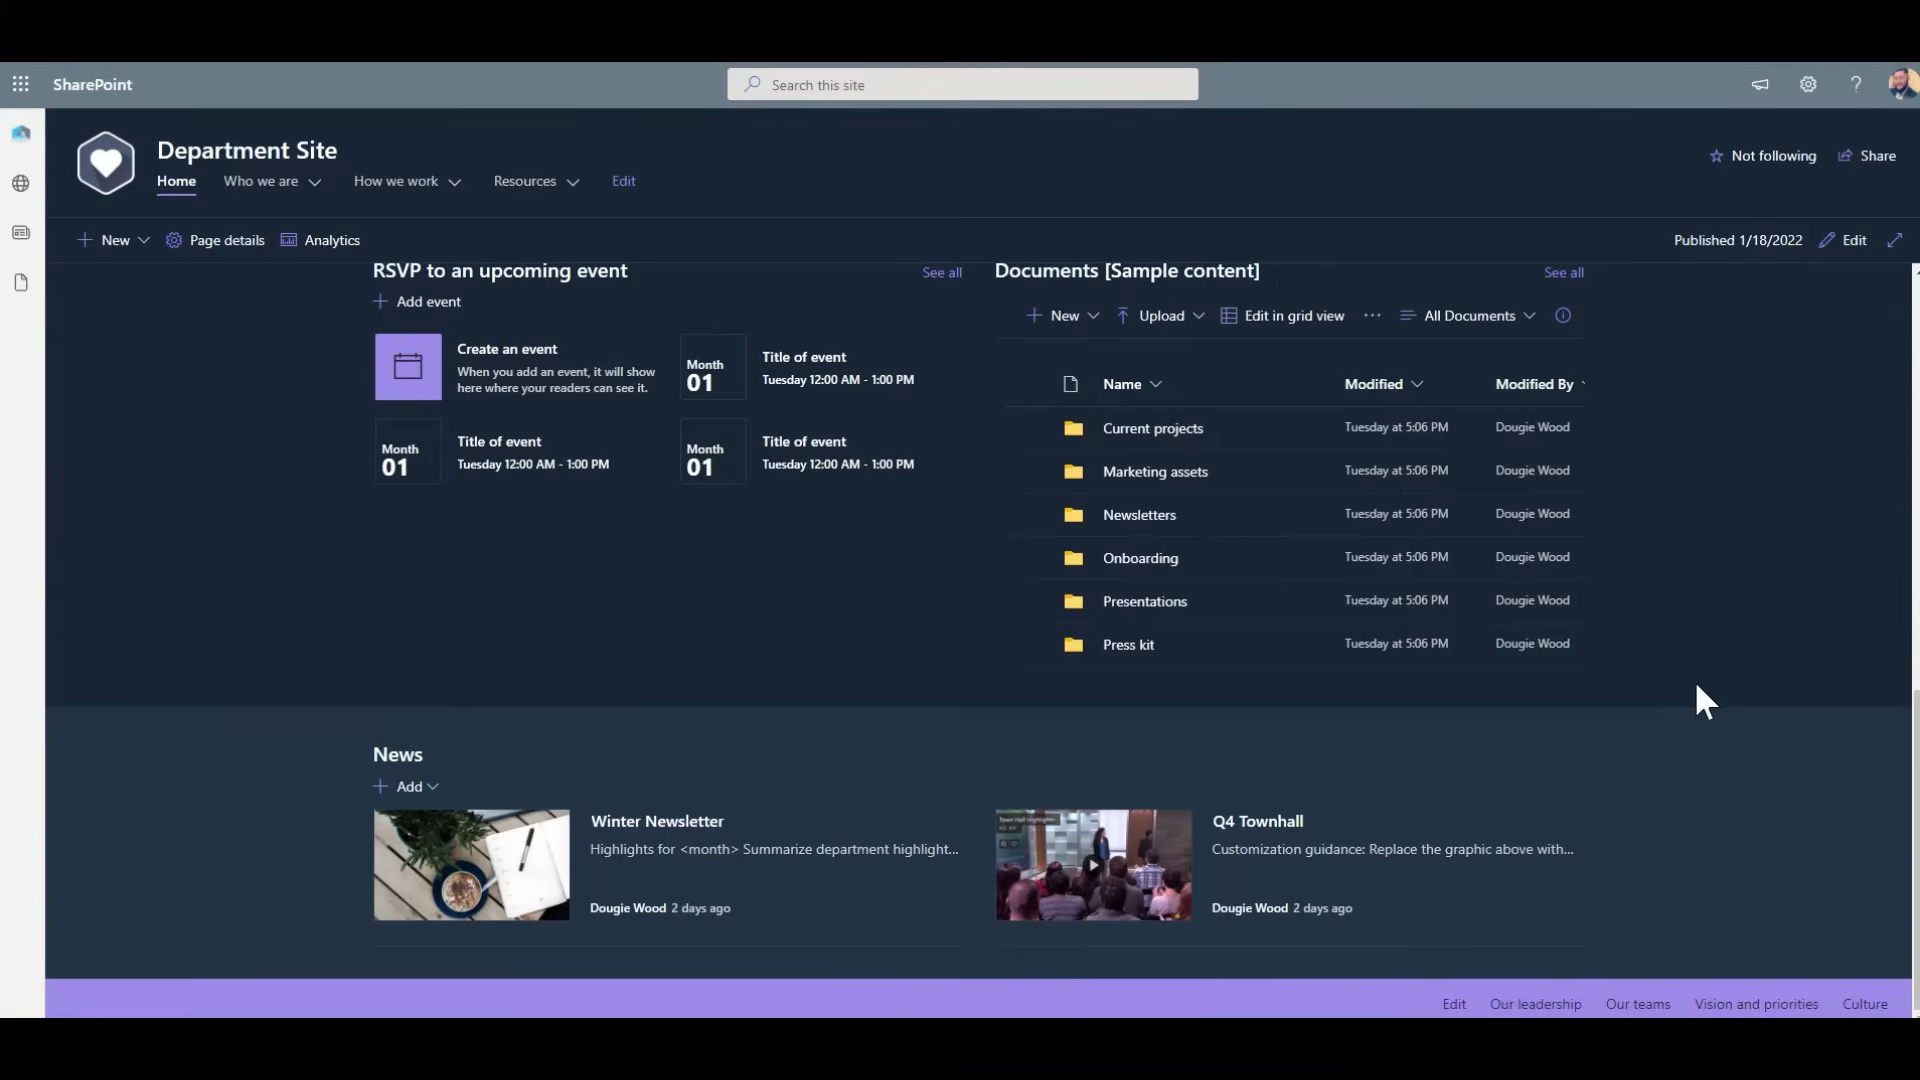 SharePoint
Search this site
Department Site
Not following
Share
Home
Who we are
How we work
Resources
Edit
New
Page details
Analytics
Published 1/18/2022
Edit
RSVP to an upcoming event
See all
Add event
Create an event
When you add an event, it will show
here where your readers can see it.
Month
01
Title of event
Tuesday 12:00 AM - 1:00 PM
Month
01
Title of event
Tuesday 12:00 AM - 1:00 PM
Month
01
Title of event
Tuesday 12:00 AM - 1:00 PM
Documents [Sample content]
See all
New
Upload
Edit in grid view
All Documents
Name
Modified
Modified By
Current projects
Tuesday at 5:06 PM
Dougie Wood
Marketing assets
Tuesday at 5:06 PM
Dougie Wood
Newsletters
Tuesday at 5:06 PM
Dougie Wood
Onboarding
Tuesday at 5:06 PM
Dougie Wood
Presentations
Tuesday at 5:06 PM
Dougie Wood
Press kit
Tuesday at 5:06 PM
Dougie Wood
News
Add
Winter Newsletter
Highlights for <month> Summarize department highlight...
Dougie Wood 2 days ago
Town Hall Highlights
Q4 Townhall
Customization guidance: Replace the graphic above with...
Dougie Wood 2 days ago
Edit
Our leadership
Our teams
Vision and priorities
Culture